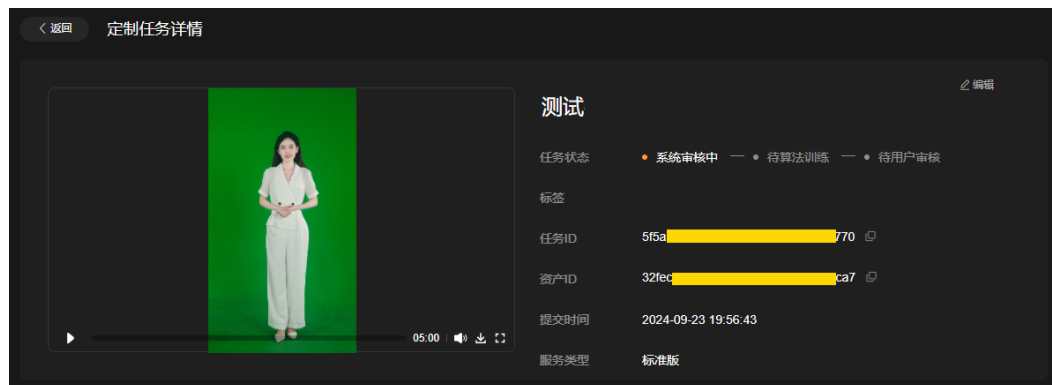 返回 定制任务详情
编辑
测试
任务状态 系统审核中 待算法训练 待用户审核
标签
任务ID 5f5a 770
资产ID 32fec ca7
提交时间 2024-09-23 19:56:43
05:00
服务类型 标准版